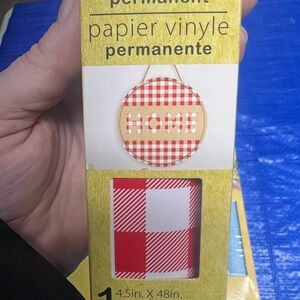 permanent
papier vinyle
permanente
HOME
1 4.5in. X 48in.